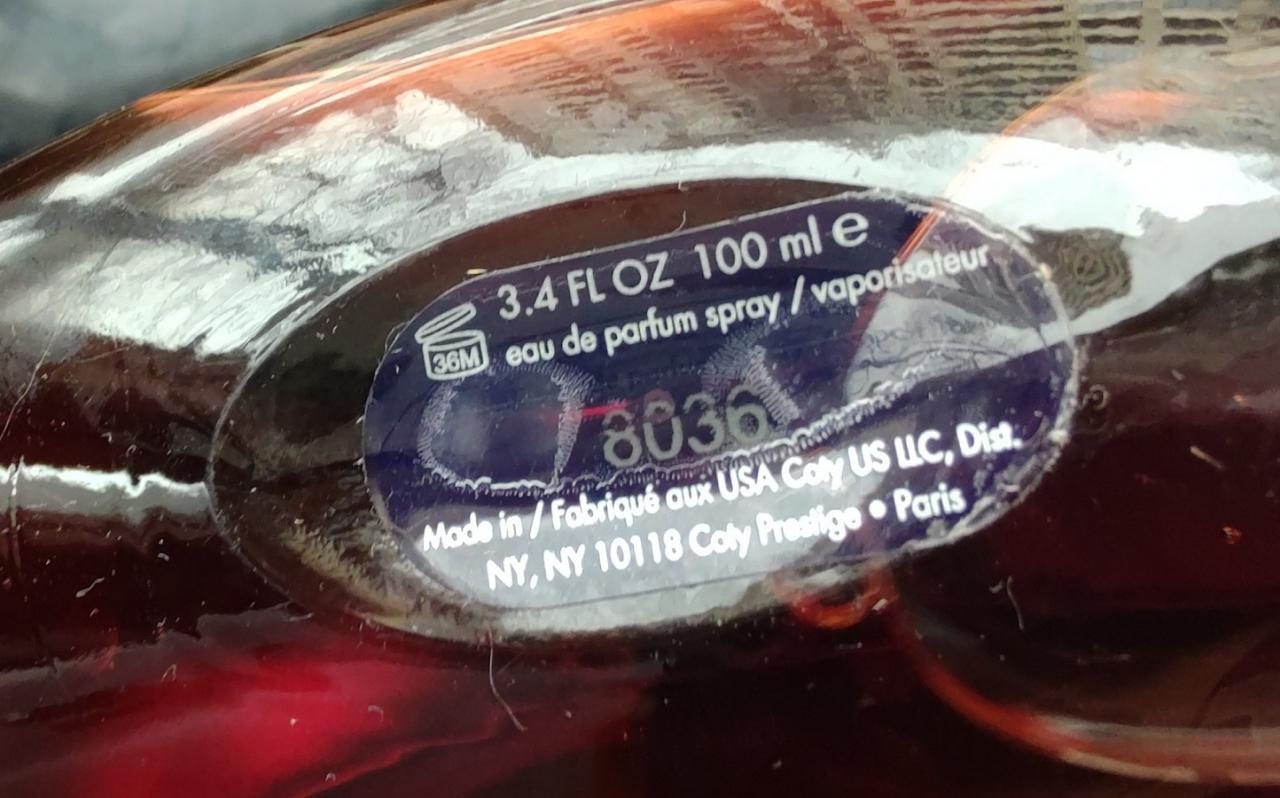 3.4 FL OZ 100 ml e
36M eau de parfum spray / vaporisateur
8036
Made in / Fabriqué aux USA Coty US LLC, Dist.
NY, NY 10118 Coty Prestige • Paris